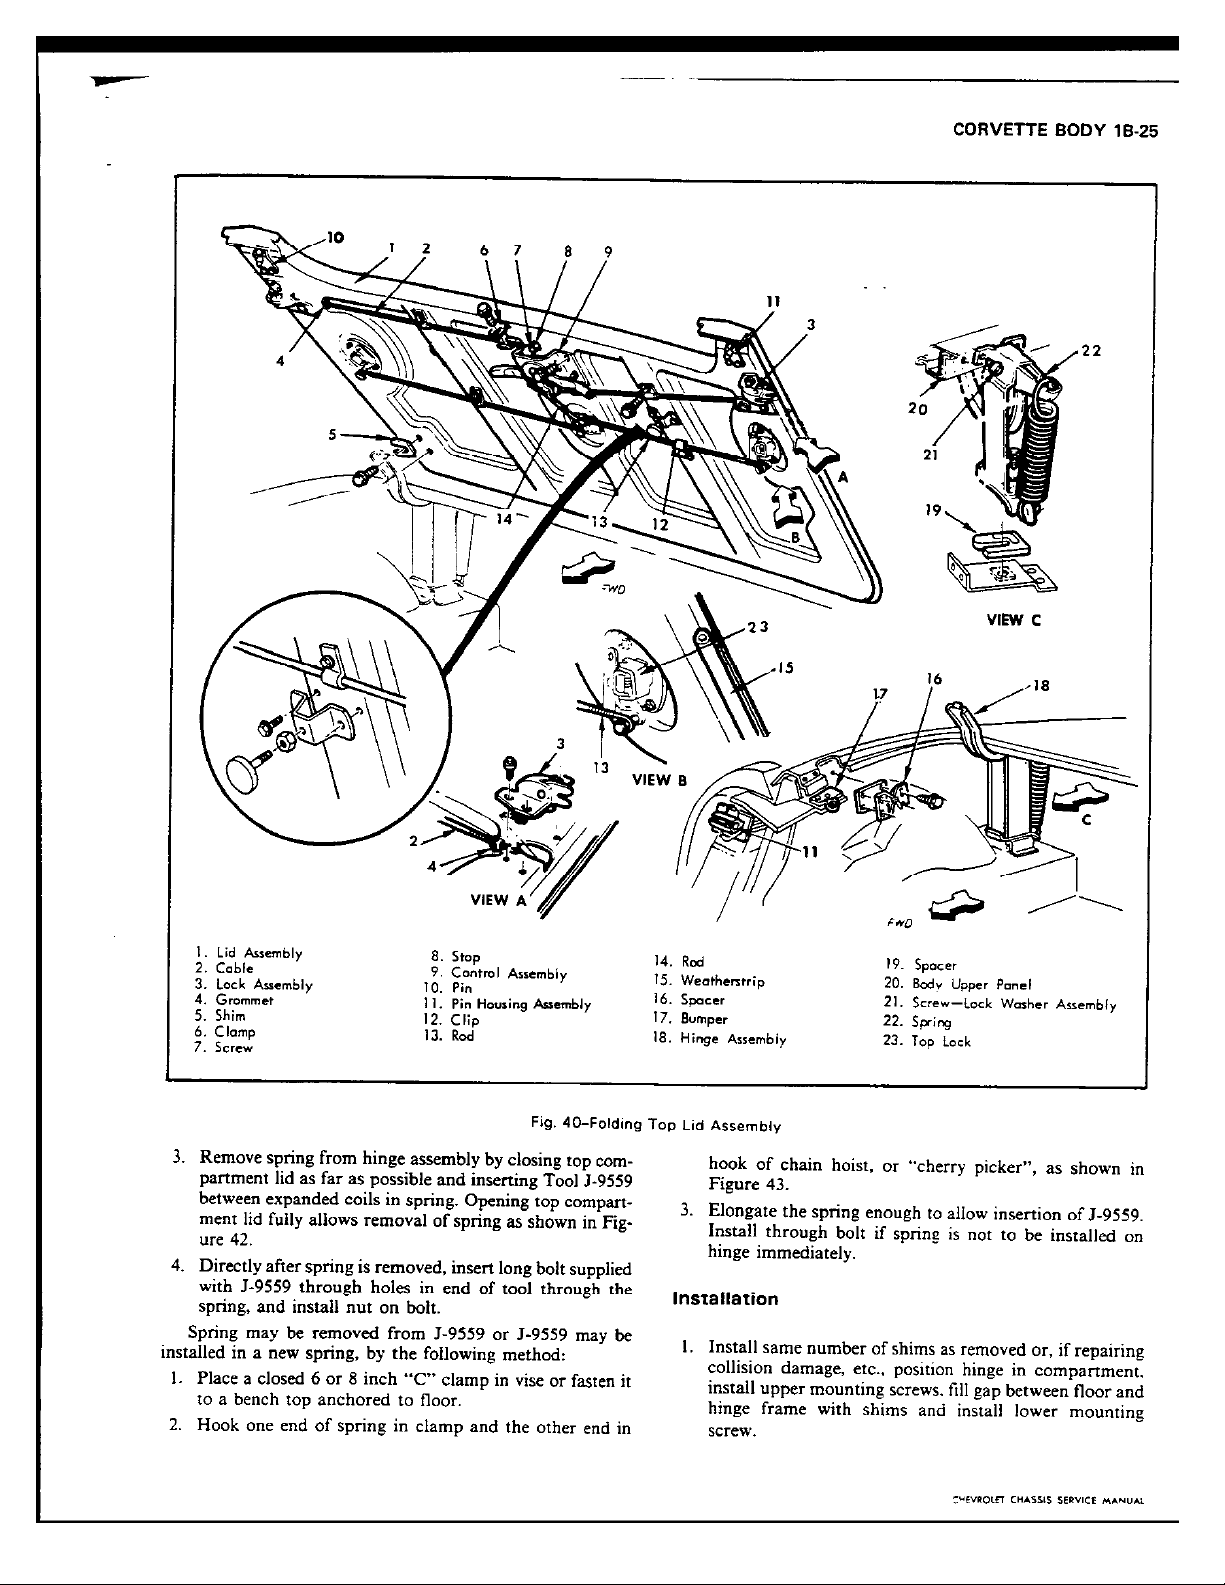 CORVETTE BODY 1B-25
10
1 2 6 7 8 9
11
3
4
22
20
5
21
A
19
14 13 12
B
FWD
VIEW C
23
15
16
17
18
3
13
VIEW B
C
2
11
4
VIEW A
FWD
1. Lid Assembly
2. Cable
3. Lock Assembly
4. Grommet
5. Shim
6. Clamp
7. Screw
8. Stop
9. Control Assembly
10. Pin
11. Pin Housing Assembly
12. Clip
13. Rod
14. Rod
15. Weatherstrip
16. Spacer
17. Bumper
18. Hinge Assembly
19. Spacer
20. Body Upper Panel
21. Screw—Lock Washer Assembly
22. Spring
23. Top Lock
Fig. 40-Folding Top Lid Assembly
3. Remove spring from hinge assembly by closing top com-
partment lid as far as possible and inserting Tool J-9559
between expanded coils in spring. Opening top compart-
ment lid fully allows removal of spring as shown in Fig-
ure 42.
4. Directly after spring is removed, insert long bolt supplied
with J-9559 through holes in end of tool through the
spring, and install nut on bolt.
Spring may be removed from J-9559 or J-9559 may be
installed in a new spring, by the following method:
1. Place a closed 6 or 8 inch "C" clamp in vise or fasten it
to a bench top anchored to floor.
2. Hook one end of spring in clamp and the other end in
hook of chain hoist, or "cherry picker", as shown in
Figure 43.
3. Elongate the spring enough to allow insertion of J-9559.
Install through bolt if spring is not to be installed on
hinge immediately.
Installation
1. Install same number of shims as removed or, if repairing
collision damage, etc., position hinge in compartment,
install upper mounting screws, fill gap between floor and
hinge frame with shims and install lower mounting
screw.
CHEVROLET CHASSIS SERVICE MANUAL